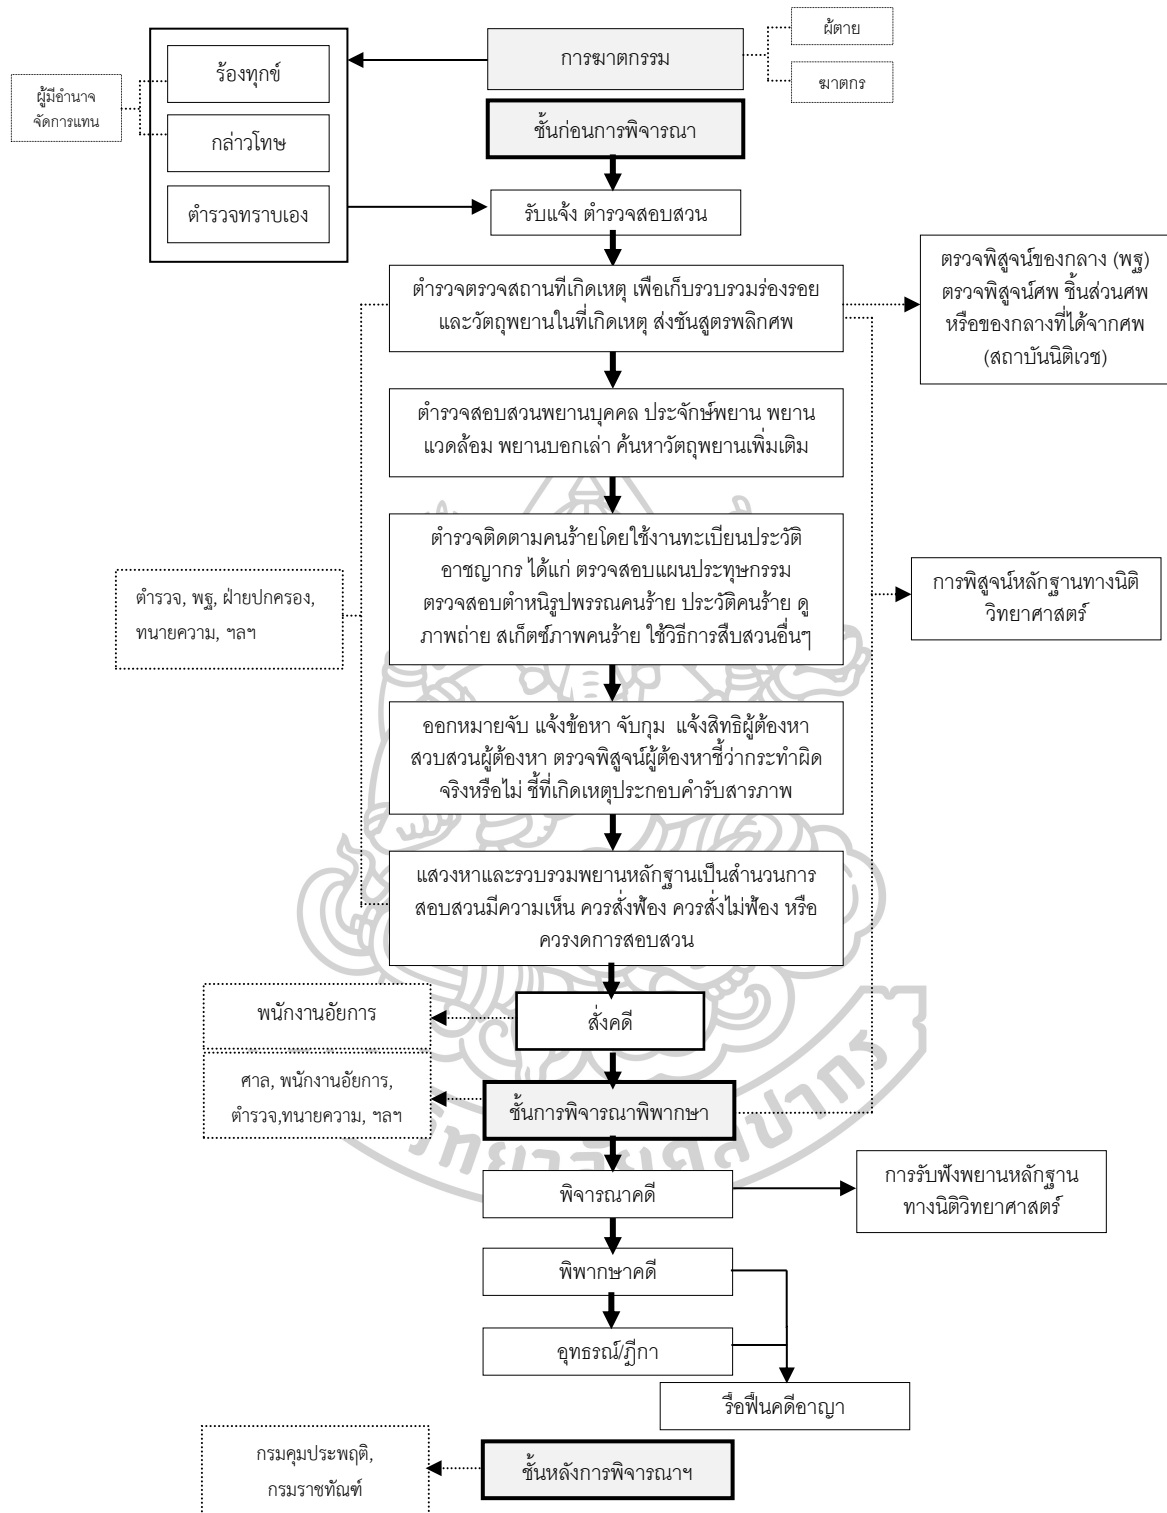 การฆาตกรรม
ผู้ตาย
ฆาตกร
ร้องทุกข์
กล่าวโทษ
ตำรวจทราบเอง
ผู้มีอำนาจ
จัดการแทน
ชั้นก่อนการพิจารณา
รับแจ้ง ตำรวจสอบสวน
ตำรวจตรวจสถานที่เกิดเหตุ เพื่อเก็บรวบรวมร่องรอย
และวัตถุพยานในที่เกิดเหตุ ส่งชันสูตรพลิกศพ
ตรวจพิสูจน์ของกลาง (พฐ)
ตรวจพิสูจน์ศพ ชิ้นส่วนศพ
หรือของกลางที่ได้จากศพ
(สถาบันนิติเวช)
ตำรวจสอบสวนพยานบุคคล ประจักษ์พยาน พยาน
แวดล้อม พยานบอกเล่า ค้นหาวัตถุพยานเพิ่มเติม
ตำรวจติดตามคนร้ายโดยใช้งานทะเบียนประวัติ
อาชญากร ได้แก่ ตรวจสอบแผนประทุษกรรม
ตรวจสอบตำหนิรูปพรรณคนร้าย ประวัติคนร้าย ดู
ภาพถ่าย สเก็ตซ์ภาพคนร้าย ใช้วิธีการสืบสวนอื่นๆ
ตำรวจ, พฐ, ฝ่ายปกครอง,
ทนายความ, ฯลฯ
การพิสูจน์หลักฐานทางนิติ
วิทยาศาสตร์
ออกหมายจับ แจ้งข้อหา จับกุม แจ้งสิทธิผู้ต้องหา
สวบสวนผู้ต้องหา ตรวจพิสูจน์ผู้ต้องหาชี้ว่ากระทำผิด
จริงหรือไม่ ชี้ที่เกิดเหตุประกอบคำรับสารภาพ
แสวงหาและรวบรวมพยานหลักฐานเป็นสำนวนการ
สอบสวนมีความเห็น ควรสั่งฟ้อง ควรสั่งไม่ฟ้อง หรือ
ควรงดการสอบสวน
พนักงานอัยการ
สั่งคดี
ศาล, พนักงานอัยการ,
ตำรวจ,ทนายความ, ฯลฯ
ชั้นการพิจารณาพิพากษา
พิจารณาคดี
การรับฟังพยานหลักฐาน
ทางนิติวิทยาศาสตร์
พิพากษาคดี
อุทธรณ์/ฎีกา
รื้อฟื้นคดีอาญา
กรมคุมประพฤติ,
กรมราชทัณฑ์
ชั้นหลังการพิจารณาฯ